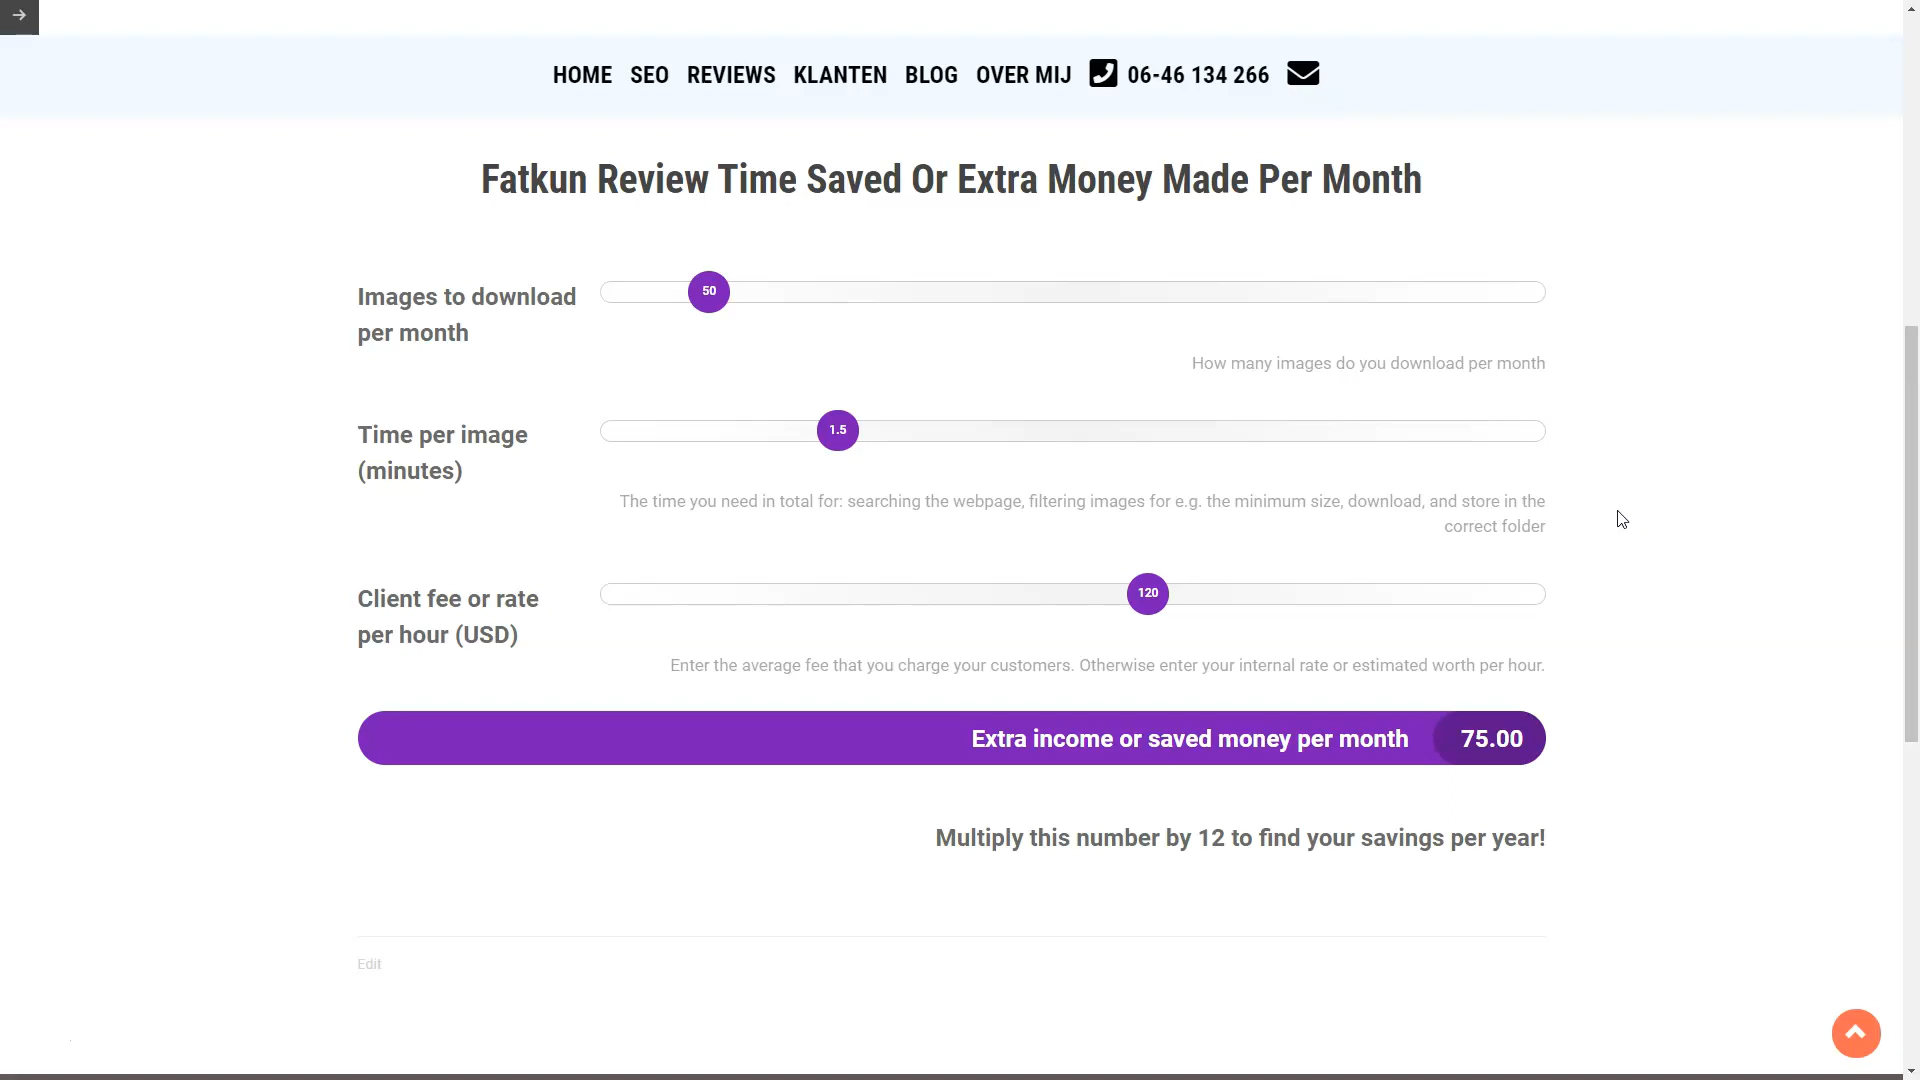 HOME SEO REVIEWS KLANTEN BLOG OVER MIJ 06-46 134 266
Fatkun Review Time Saved Or Extra Money Made Per Month
Images to download
per month
50
How many images do you download per month
Time per image
(minutes)
1.5
The time you need in total for: searching the webpage, filtering images for e.g. the minimum size, download, and store in the
correct folder
Client fee or rate
per hour (USD)
120
Enter the average fee that you charge your customers. Otherwise enter your internal rate or estimated worth per hour.
Extra income or saved money per month 75.00
Multiply this number by 12 to find your savings per year!
Edit